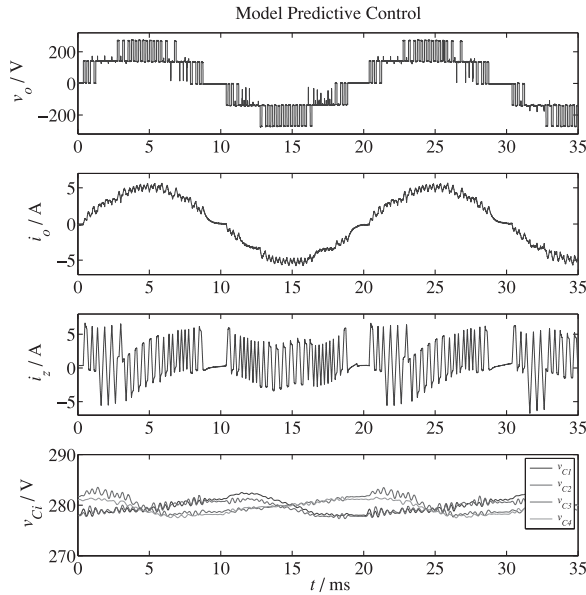 Model Predictive Control
v_o / V
200
0
−200
0 5 10 15 20 25 30 35
i_o / A
5
0
−5
0 5 10 15 20 25 30 35
i_z / A
5
0
−5
0 5 10 15 20 25 30 35
v_Ci / V
290
280
270
v_C1
v_C2
v_C3
v_C4
0 5 10 15 20 25 30 35
t / ms